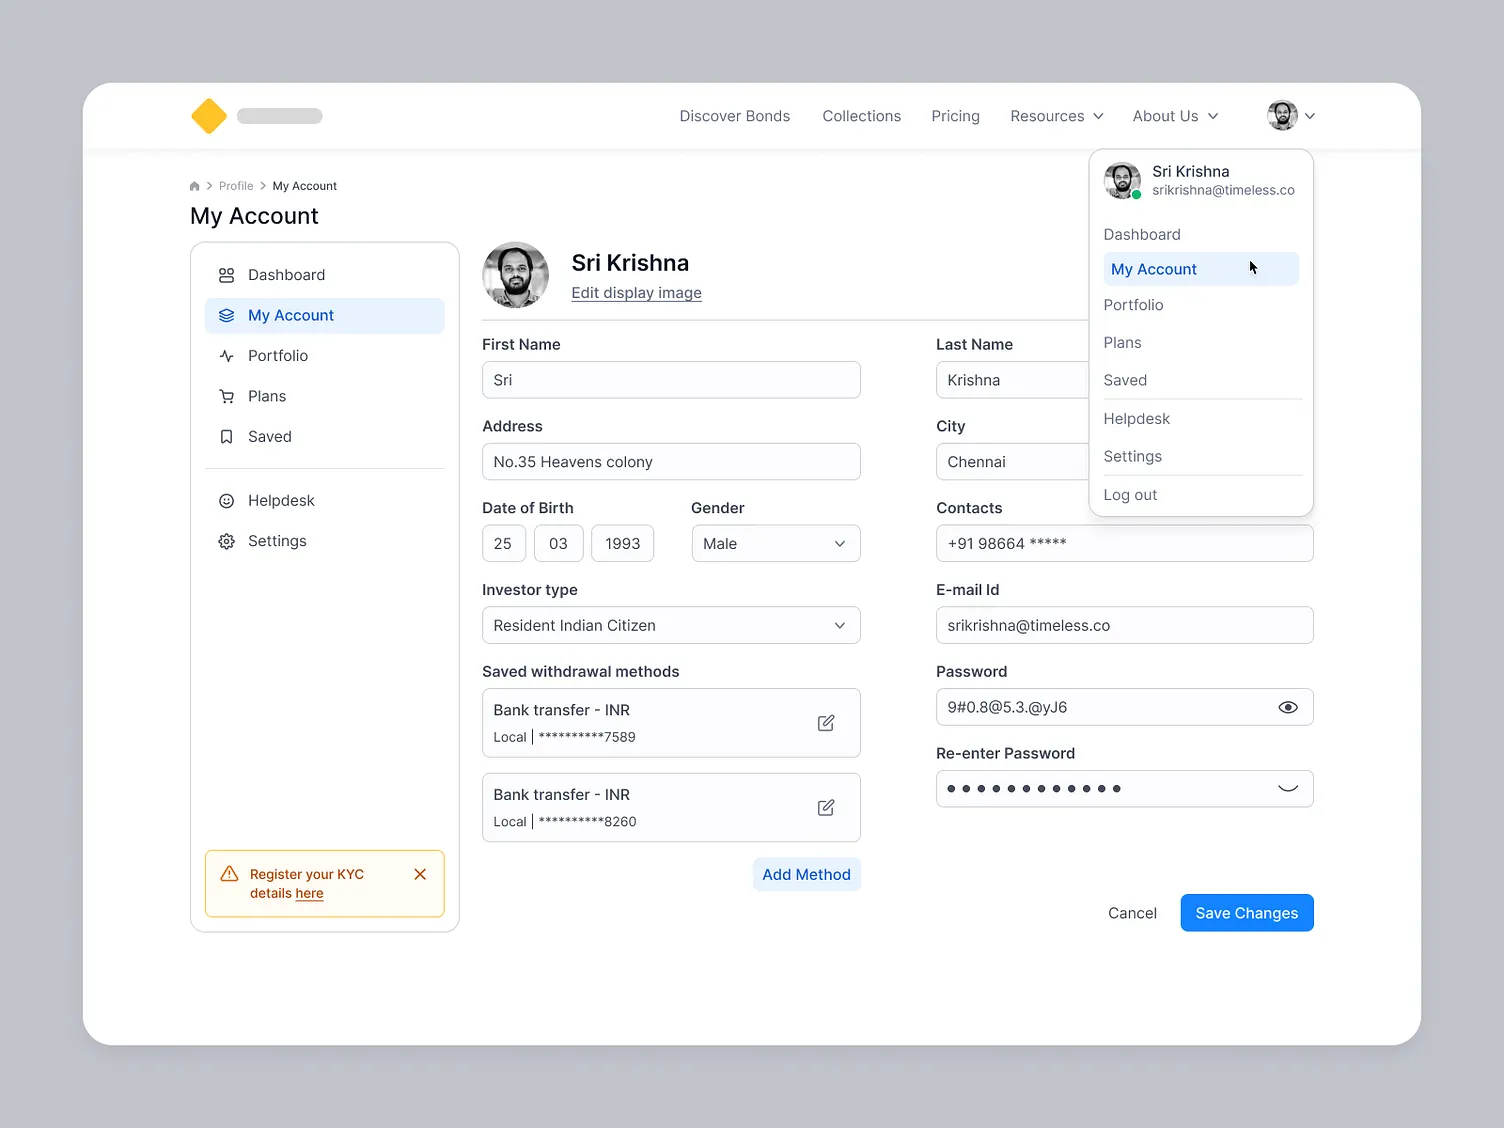 Discover Bonds
Collections
Pricing
Resources
About Us
Profile
My Account
My Account
Dashboard
My Account
Portfolio
Plans
Saved
Helpdesk
Settings
Register your KYC
details here
Sri Krishna
Edit display image
First Name
Sri
Last Name
Krishna
Address
No.35 Heavens colony
City
Chennai
Date of Birth
25
03
1993
Gender
Male
Contacts
+91 98664 *****
Investor type
Resident Indian Citizen
E-mail Id
srikrishna@timeless.co
Saved withdrawal methods
Bank transfer - INR
Local | **********7589
Bank transfer - INR
Local | **********8260
Add Method
Password
9#0.8@5.3.@yJ6
Re-enter Password
Cancel
Save Changes
Sri Krishna
srikrishna@timeless.co
Dashboard
My Account
Portfolio
Plans
Saved
Helpdesk
Settings
Log out